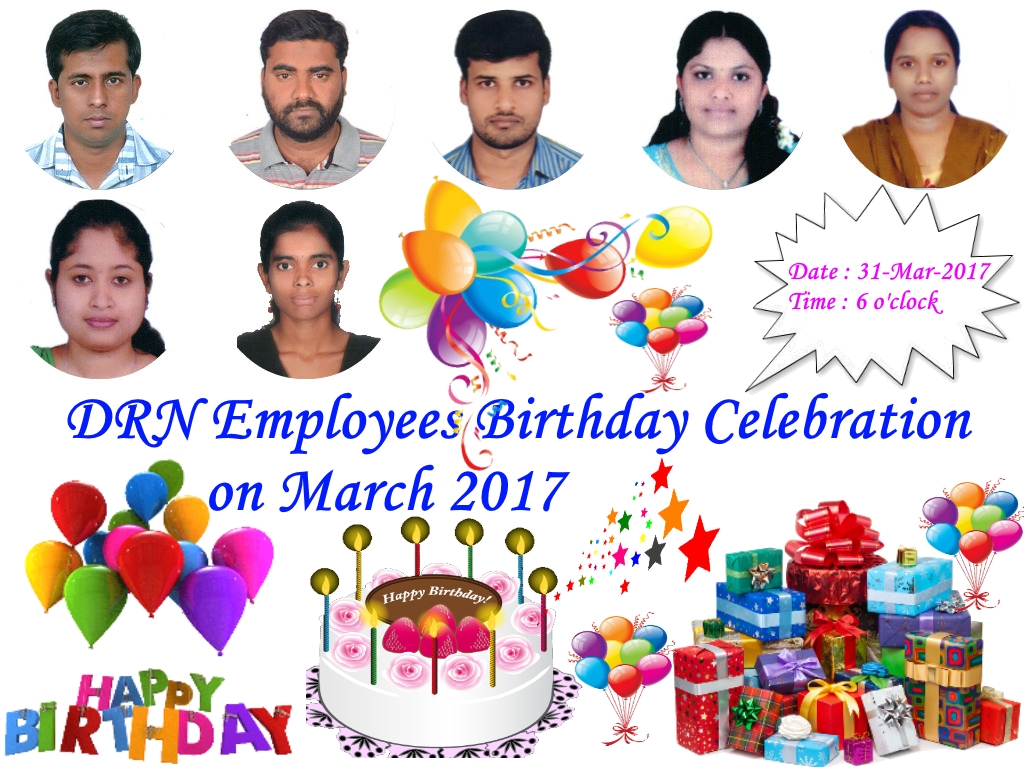 Date : 31-Mar-2017
Time : 6 o'clock
DRN Employees Birthday Celebration
on March 2017
Happy Birthday!
HAPPY
BIRTHDAY